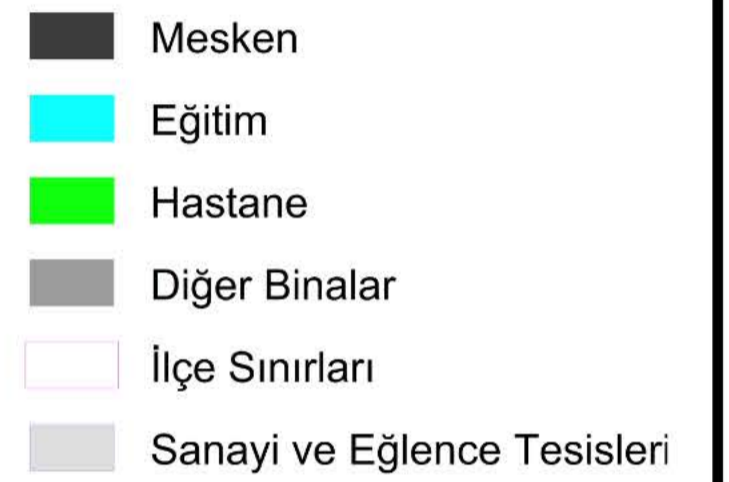 Mesken
Eğitim
Hastane
Diğer Binalar
İlçe Sınırları
Sanayi ve Eğlence Tesisleri